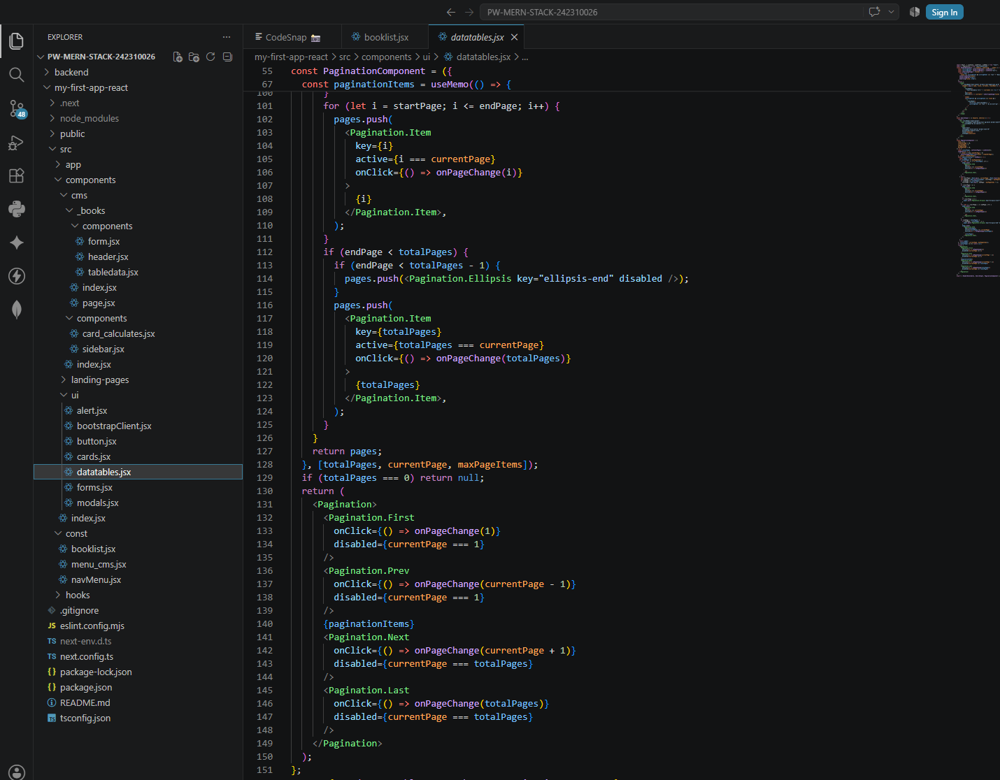 PW-MERN-STACK-242310026
Sign In
EXPLORER
PW-MERN-STACK-242310026
backend
my-first-app-react
.next
node_modules
public
src
app
components
cms
_books
components
form.jsx
header.jsx
tabledata.jsx
index.jsx
page.jsx
components
card_calculates.jsx
sidebar.jsx
index.jsx
landing-pages
ui
alert.jsx
bootstrapClient.jsx
button.jsx
cards.jsx
datatables.jsx
forms.jsx
modals.jsx
index.jsx
const
booklist.jsx
menu_cms.jsx
navMenu.jsx
hooks
.gitignore
JS eslint.config.mjs
TS next-env.d.ts
TS next.config.ts
{} package-lock.json
{} package.json
README.md
TS tsconfig.json
48
CodeSnap
booklist.jsx
datatables.jsx
my-first-app-react > src > components > ui > datatables.jsx > ...
55 const PaginationComponent = ({
67 const paginationItems = useMemo(() => {
100 }
101 for (let i = startPage; i <= endPage; i++) {
102 pages.push(
103 <Pagination.Item
104 key={i}
105 active={i === currentPage}
106 onClick={() => onPageChange(i)}
107 >
108 {i}
109 </Pagination.Item>,
110 );
111 }
112 if (endPage < totalPages) {
113 if (endPage < totalPages - 1) {
114 pages.push(<Pagination.Ellipsis key="ellipsis-end" disabled />);
115 }
116 pages.push(
117 <Pagination.Item
118 key={totalPages}
119 active={totalPages === currentPage}
120 onClick={() => onPageChange(totalPages)}
121 >
122 {totalPages}
123 </Pagination.Item>,
124 );
125 }
126 }
127 return pages;
128 }, [totalPages, currentPage, maxPageItems]);
129 if (totalPages === 0) return null;
130 return (
131 <Pagination>
132 <Pagination.First
133 onClick={() => onPageChange(1)}
134 disabled={currentPage === 1}
135 />
136 <Pagination.Prev
137 onClick={() => onPageChange(currentPage - 1)}
138 disabled={currentPage === 1}
139 />
140 {paginationItems}
141 <Pagination.Next
142 onClick={() => onPageChange(currentPage + 1)}
143 disabled={currentPage === totalPages}
144 />
145 <Pagination.Last
146 onClick={() => onPageChange(totalPages)}
147 disabled={currentPage === totalPages}
148 />
149 </Pagination>
150 );
151 };